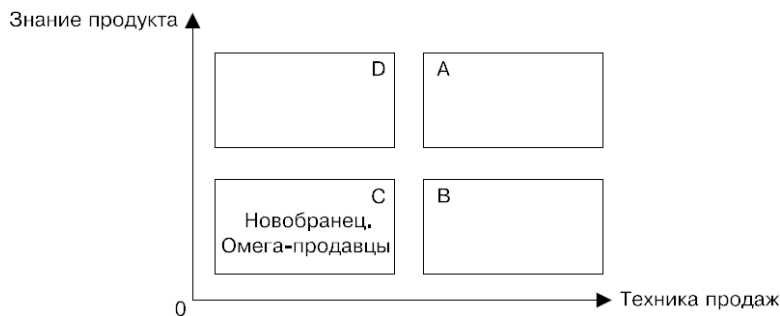 Знание продукта
D
A
C
Новобранец.
Омега-продавцы
B
0
Техника продаж